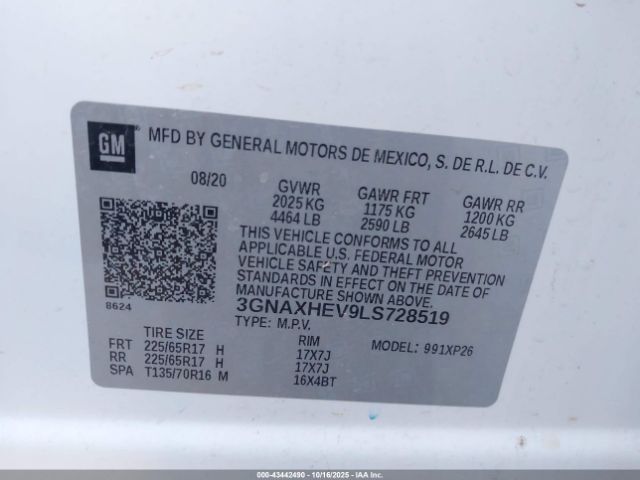 GM
MFD BY GENERAL MOTORS DE MEXICO, S. DE R.L. DE C.V.
08/20
GVWR
2025 KG
4464 LB
GAWR FRT
1175 KG
2590 LB
GAWR RR
1200 KG
2645 LB
THIS VEHICLE CONFORMS TO ALL
APPLICABLE U.S. FEDERAL MOTOR
VEHICLE SAFETY AND THEFT PREVENTION
STANDARDS IN EFFECT ON THE DATE OF
MANUFACTURE SHOWN ABOVE.
8624
3GNAXHEV9LS728519
TYPE: M.P.V.
MODEL: 991XP26
TIRE SIZE RIM
FRT 225/65R17 H 17X7J
RR 225/65R17 H 17X7J
SPA T135/70R16 M 16X4BT
000-43442490 - 10/16/2025 - IAAI.COM